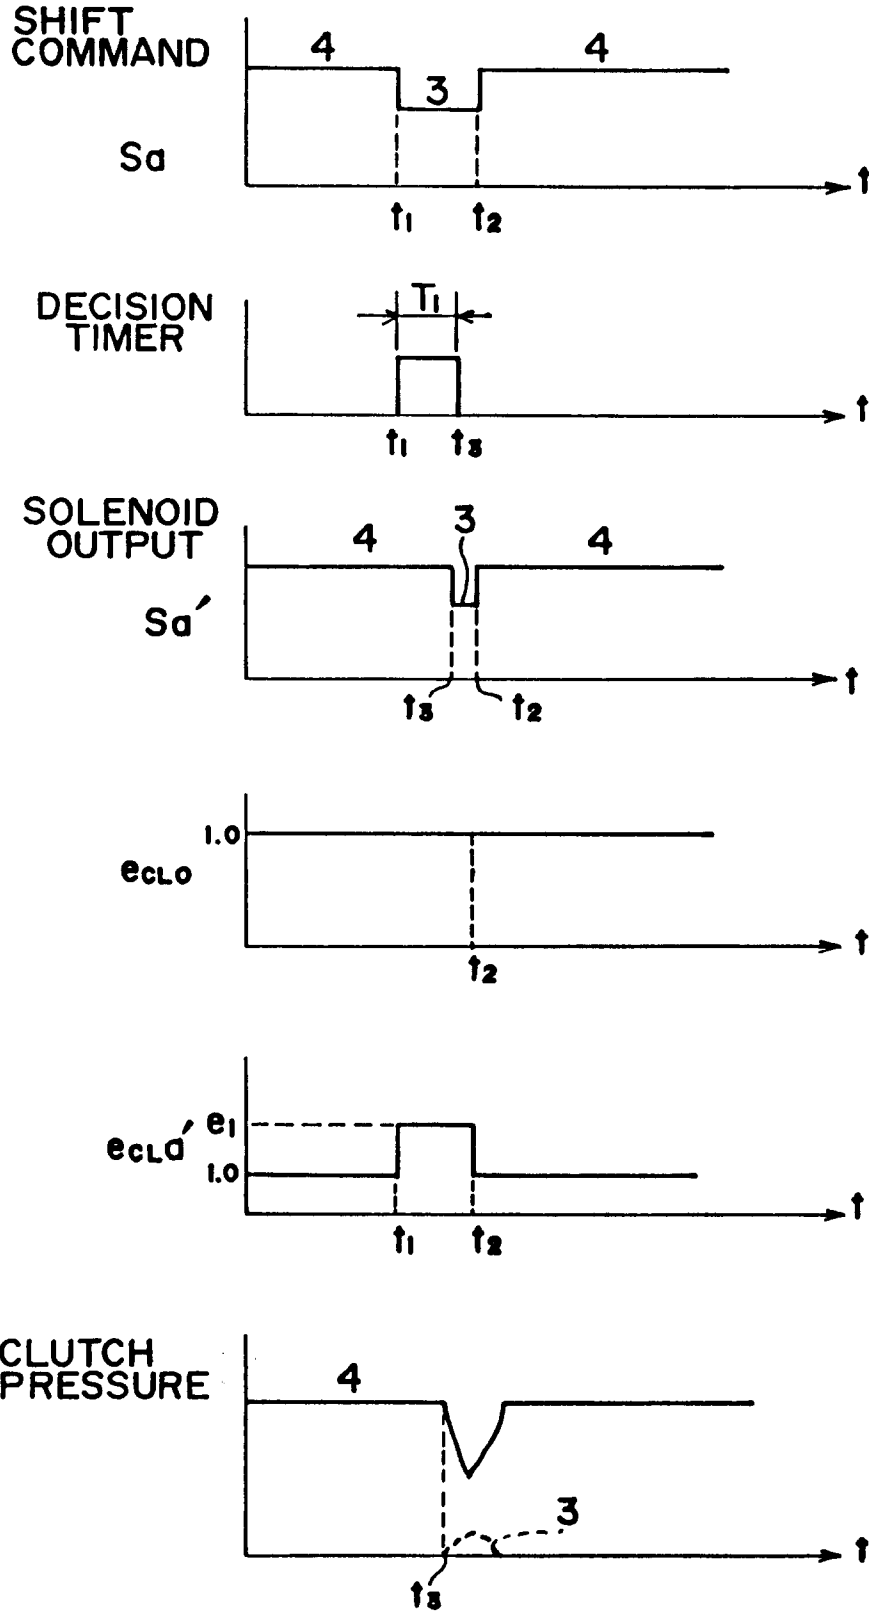 SHIFT
COMMAND
4
3
4
Sa
t
t1
t2
DECISION
TIMER
T1
t
t1
t3
SOLENOID
OUTPUT
4
3
4
Sa′
t
t3
t2
1.0
eCLO
t
t2
eCLa′
e1
1.0
t
t1
t2
CLUTCH
PRESSURE
4
3
t
t3